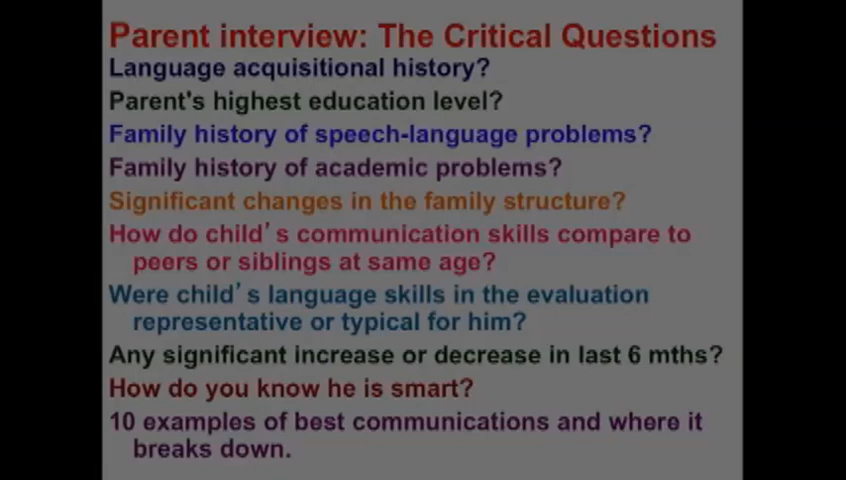 Parent interview: The Critical Questions
Language acquisitional history?
Parent's highest education level?
Family history of speech-language problems?
Family history of academic problems?
Significant changes in the family structure?
How do child's communication skills compare to
peers or siblings at same age?
Were child's language skills in the evaluation
representative or typical for him?
Any significant increase or decrease in last 6 mths?
How do you know he is smart?
10 examples of best communications and where it
breaks down.